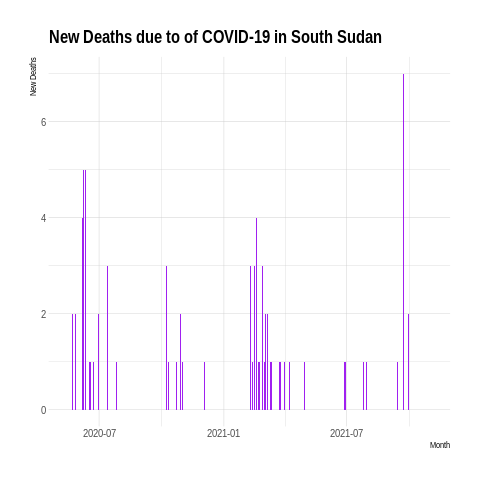 New Deaths due to of COVID-19 in South Sudan
New Deaths
6
4
2
0
2020-07 2021-01 2021-07
Month